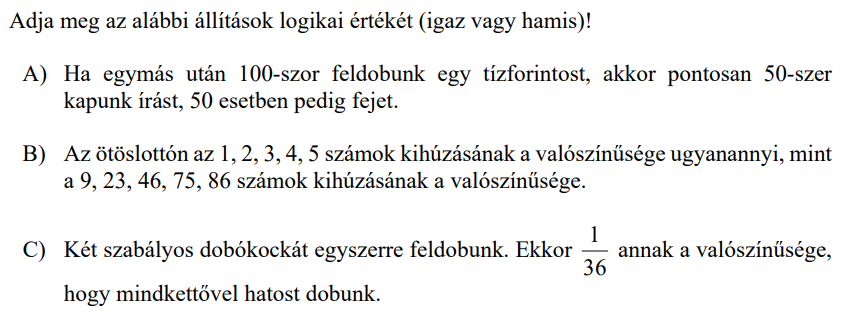 Adja meg az alábbi állítások logikai értékét (igaz vagy hamis)!
A) Ha egymás után 100-szor feldobunk egy tízforintost, akkor pontosan 50-szer
kapunk írást, 50 esetben pedig fejet.
B) Az ötöslottón az 1, 2, 3, 4, 5 számok kihúzásának a valószínűsége ugyanannyi, mint
a 9, 23, 46, 75, 86 számok kihúzásának a valószínűsége.
C) Két szabályos dobókockát egyszerre feldobunk. Ekkor 1/36 annak a valószínűsége,
hogy mindkettővel hatost dobunk.